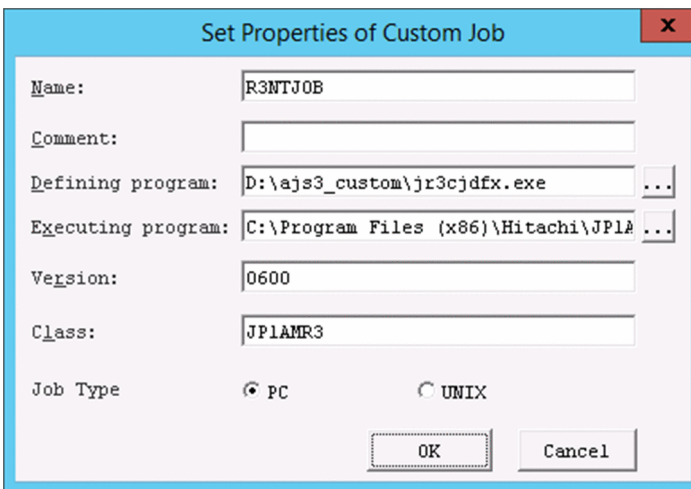 Set Properties of Custom Job
x
Name: R3NTJOB
Comment:
Defining program: D:\ajs3_custom\jr3cjdfx.exe ...
Executing program: C:\Program Files (x86)\Hitachi\JP1A ...
Version: 0600
Class: JP1AMR3
Job Type PC UNIX
OK Cancel